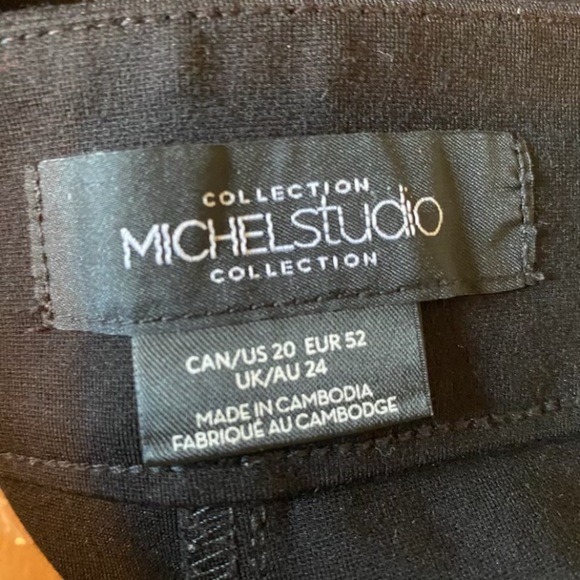 COLLECTION
MICHELstudio
COLLECTION
CAN/US 20 EUR 52
UK/AU 24
MADE IN CAMBODIA
FABRIQUÉ AU CAMBODGE